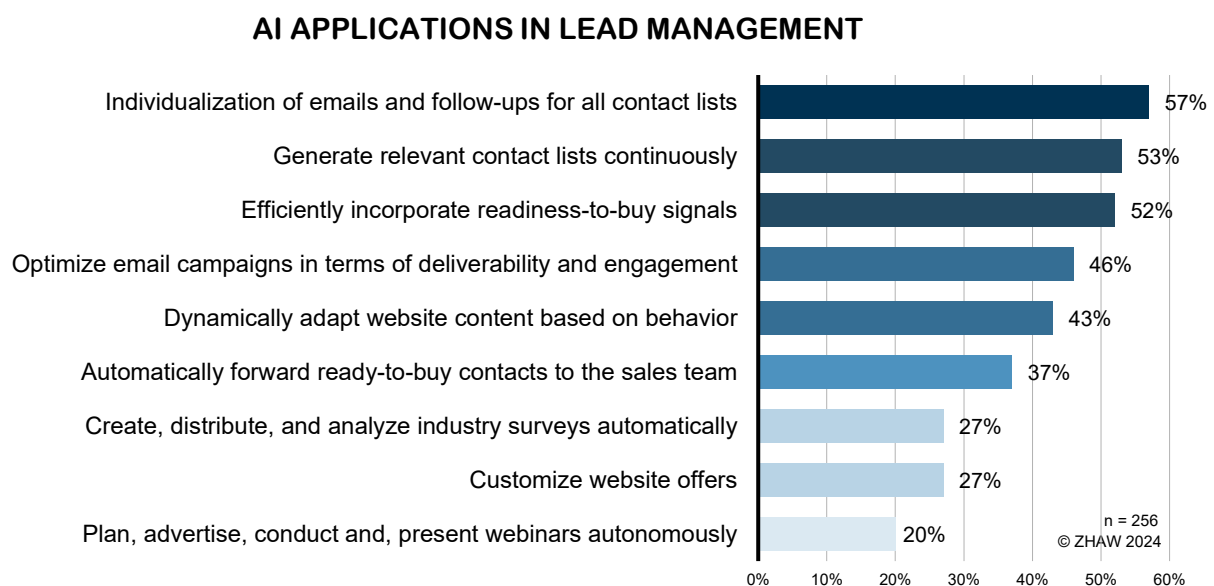 AI APPLICATIONS IN LEAD MANAGEMENT
Individualization of emails and follow-ups for all contact lists 57%
Generate relevant contact lists continuously 53%
Efficiently incorporate readiness-to-buy signals 52%
Optimize email campaigns in terms of deliverability and engagement 46%
Dynamically adapt website content based on behavior 43%
Automatically forward ready-to-buy contacts to the sales team 37%
Create, distribute, and analyze industry surveys automatically 27%
Customize website offers 27%
Plan, advertise, conduct and, present webinars autonomously 20%
n = 256
© ZHAW 2024
0% 10% 20% 30% 40% 50% 60%